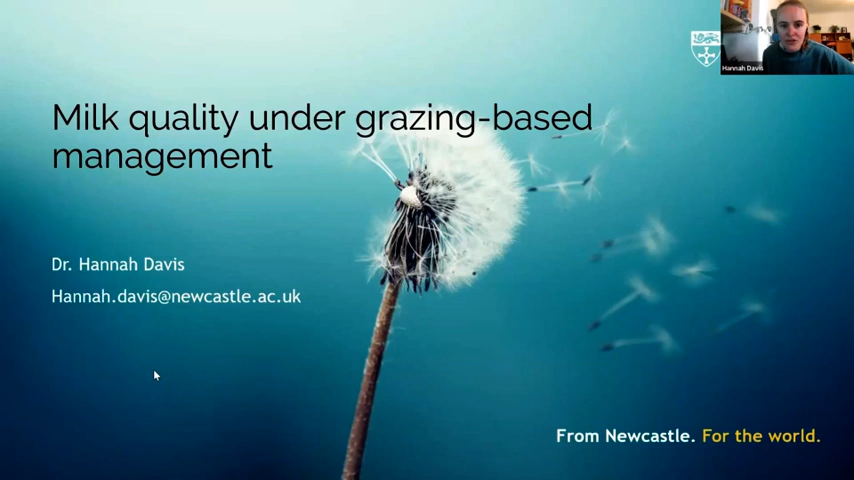 Milk quality under grazing-based
management
Dr. Hannah Davis
Hannah.davis@newcastle.ac.uk
From Newcastle. For the world.
Hannah Davis